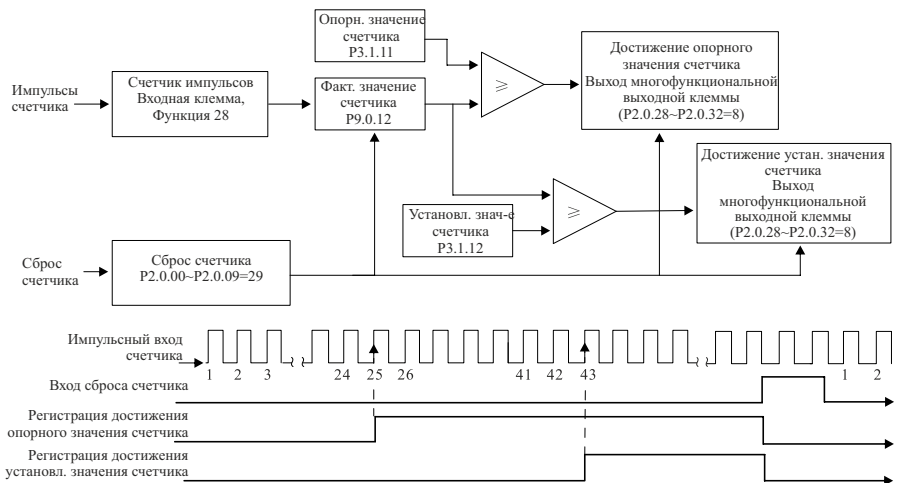 Опорн. значение
счетчика
P3.1.11
Достижение опорного
значения счетчика
Выход многофункциональной
выходной клеммы
(P2.0.28~P2.0.32=8)
Импульсы
счетчика
Счетчик импульсов
Входная клемма,
Функция 28
Факт. значение
счетчика
P9.0.12
≥
Достижение устан. значения
счетчика
Выход
многофункциональной
выходной клеммы
(P2.0.28~P2.0.32=8)
Установл. знач-е
счетчика
P3.1.12
≥
Сброс
счетчика
Сброс счетчика
P2.0.00~P2.0.09=29
Импульсный вход
счетчика
1 2 3 24 25 26 41 42 43 1 2
Вход сброса счетчика
Регистрация достижения
опорного значения счетчика
Регистрация достижения
установл. значения счетчика